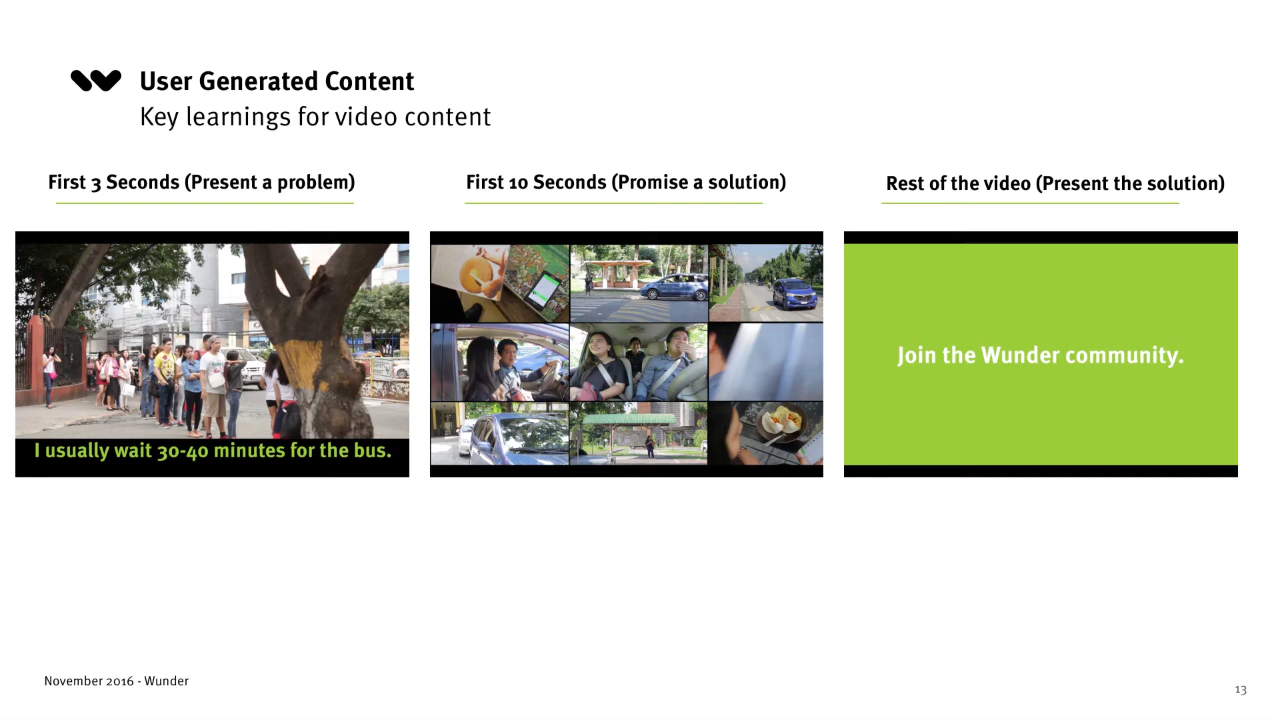 User Generated Content
Key learnings for video content
First 3 Seconds (Present a problem)
First 10 Seconds (Promise a solution)
Rest of the video (Present the solution)
I usually wait 30-40 minutes for the bus.
Join the Wunder community.
November 2016 - Wunder
13